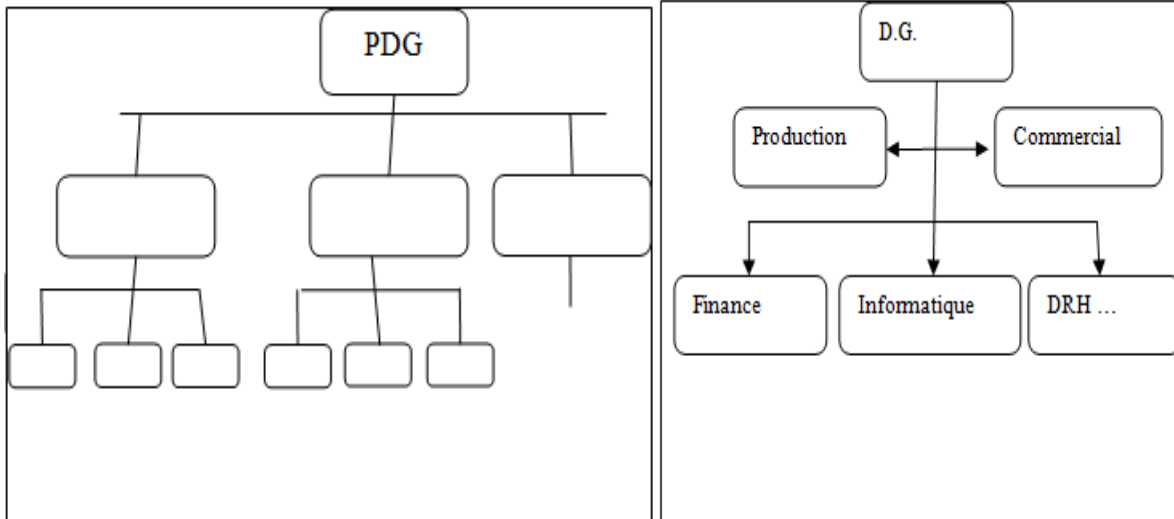 PDG
D.G.
Production
Commercial
Finance
Informatique
DRH ...